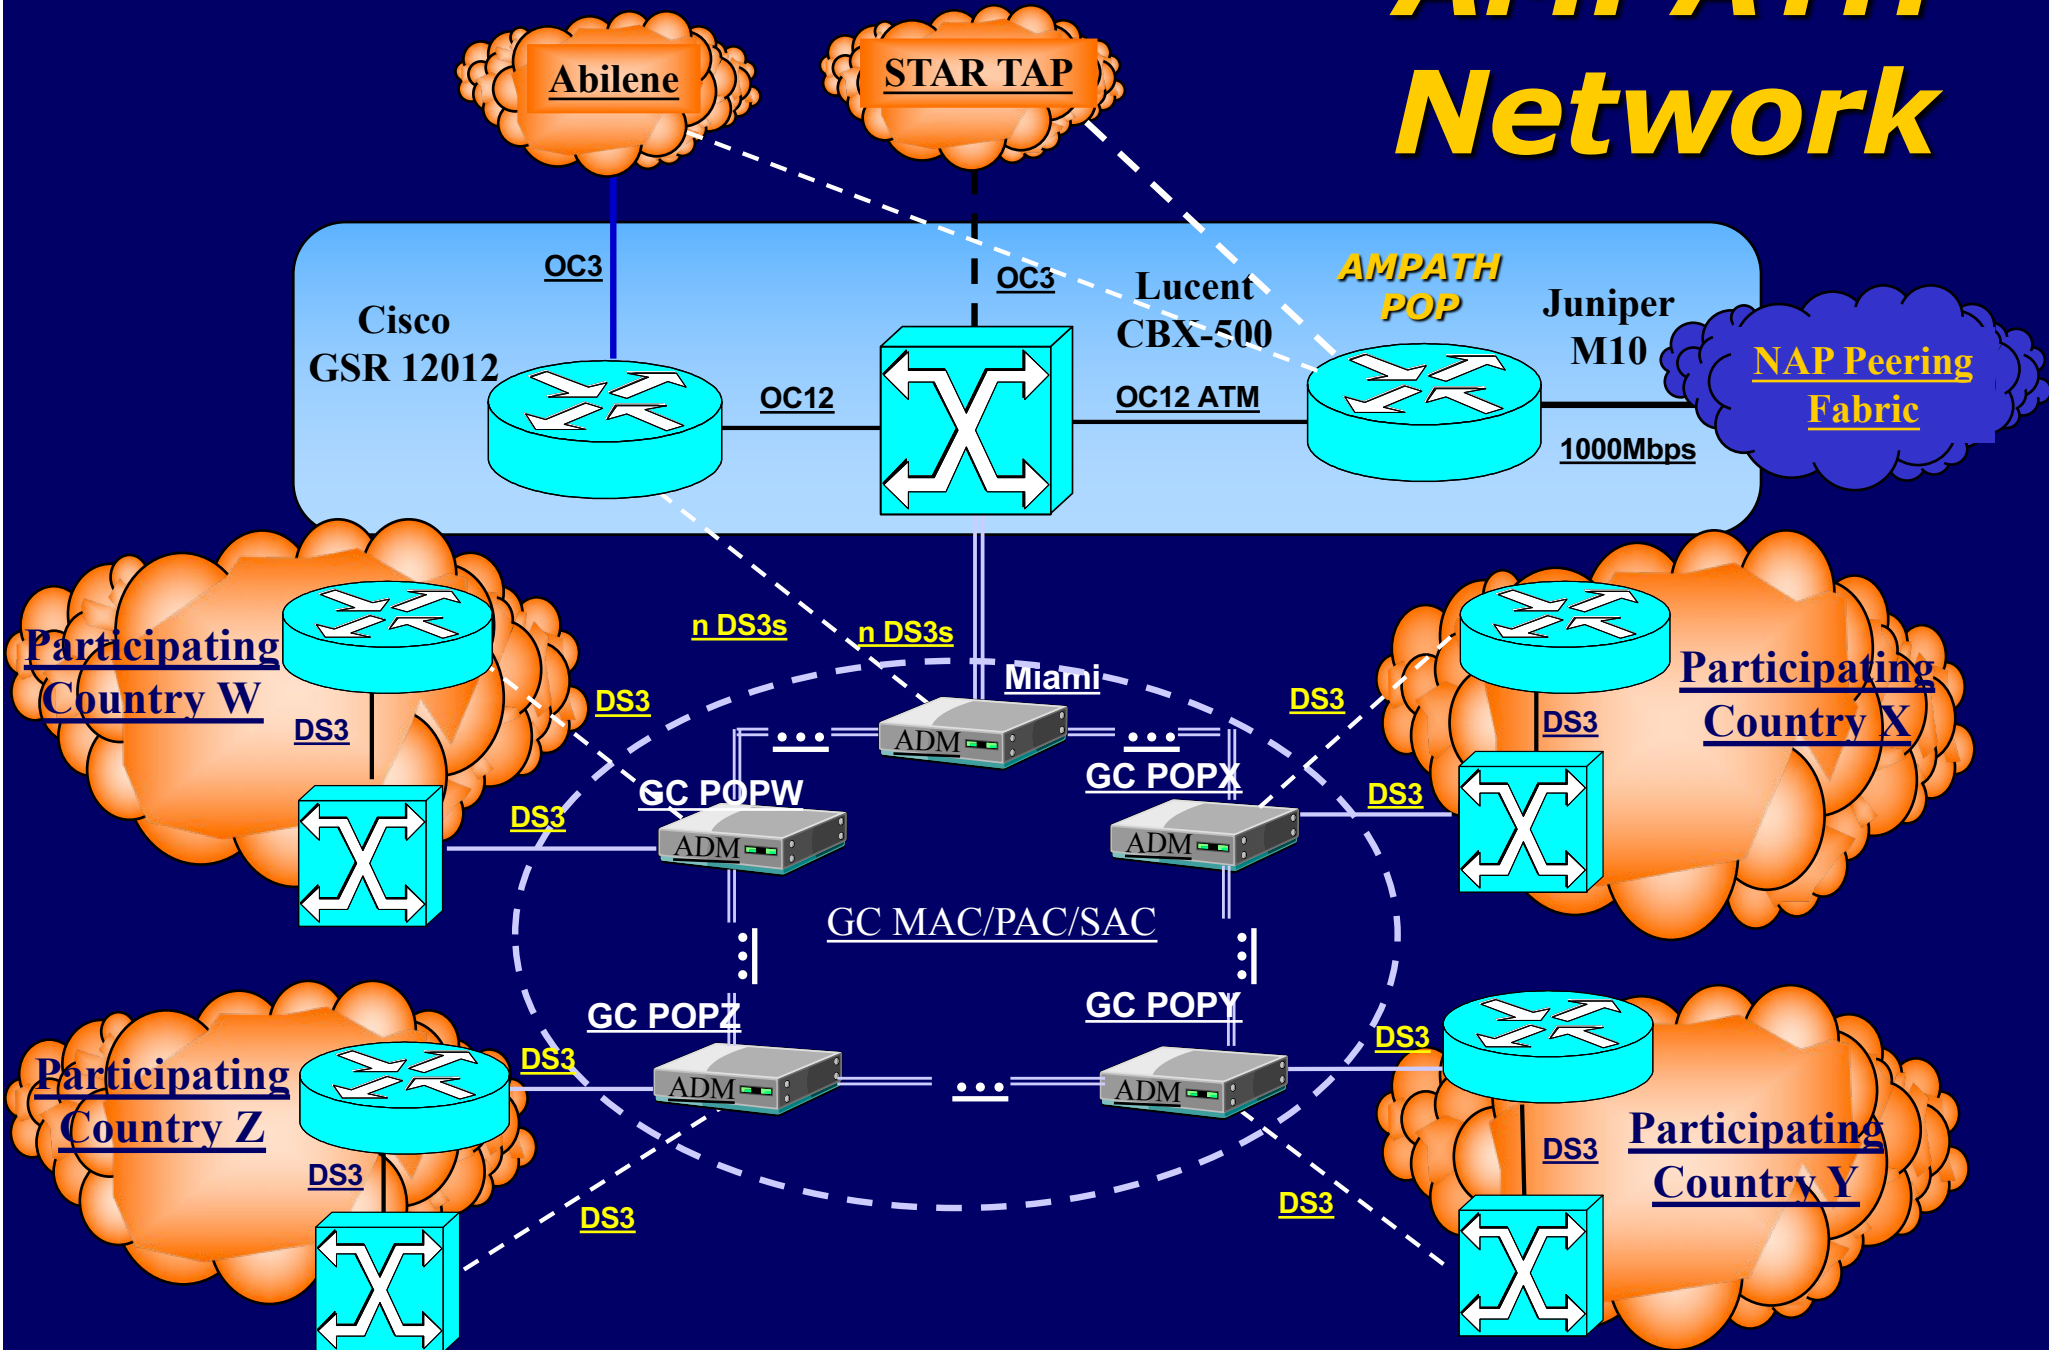 AMPATH
Network
Abilene
STAR TAP
OC3
OC3
Lucent
CBX-500
AMPATH
POP
Juniper
M10
Cisco
GSR 12012
NAP Peering
Fabric
OC12
OC12 ATM
1000Mbps
n DS3s
n DS3s
Miami
Participating
Country W
DS3
DS3
DS3
Participating
Country X
DS3
DS3
DS3
ADM
GC POPW
GC POPX
ADM
ADM
GC MAC/PAC/SAC
GC POPZ
GC POPY
ADM
ADM
Participating
Country Z
DS3
DS3
DS3
Participating
Country Y
DS3
DS3
DS3